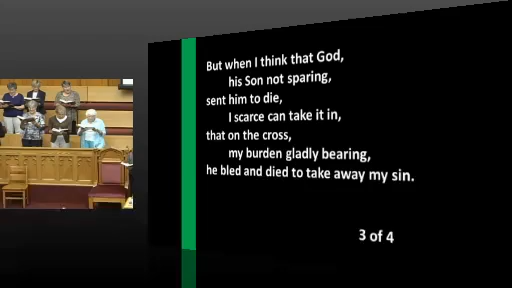 But when I think that God,
his Son not sparing,
sent him to die,
I scarce can take it in,
that on the cross,
my burden gladly bearing,
he bled and died to take away my sin.
3 of 4